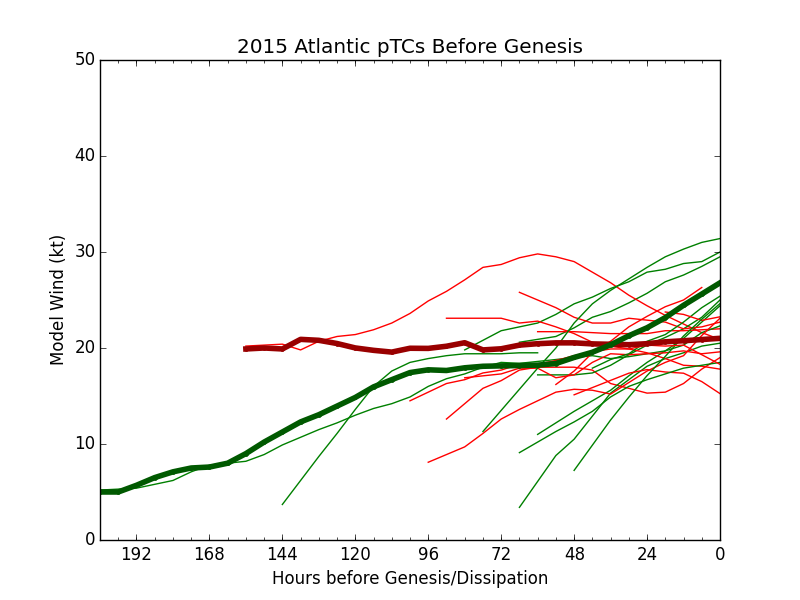 2015 Atlantic pTCs Before Genesis
50
40
30
20
10
0
Model Wind (kt)
192 168 144 120 96 72 48 24 0
Hours before Genesis/Dissipation